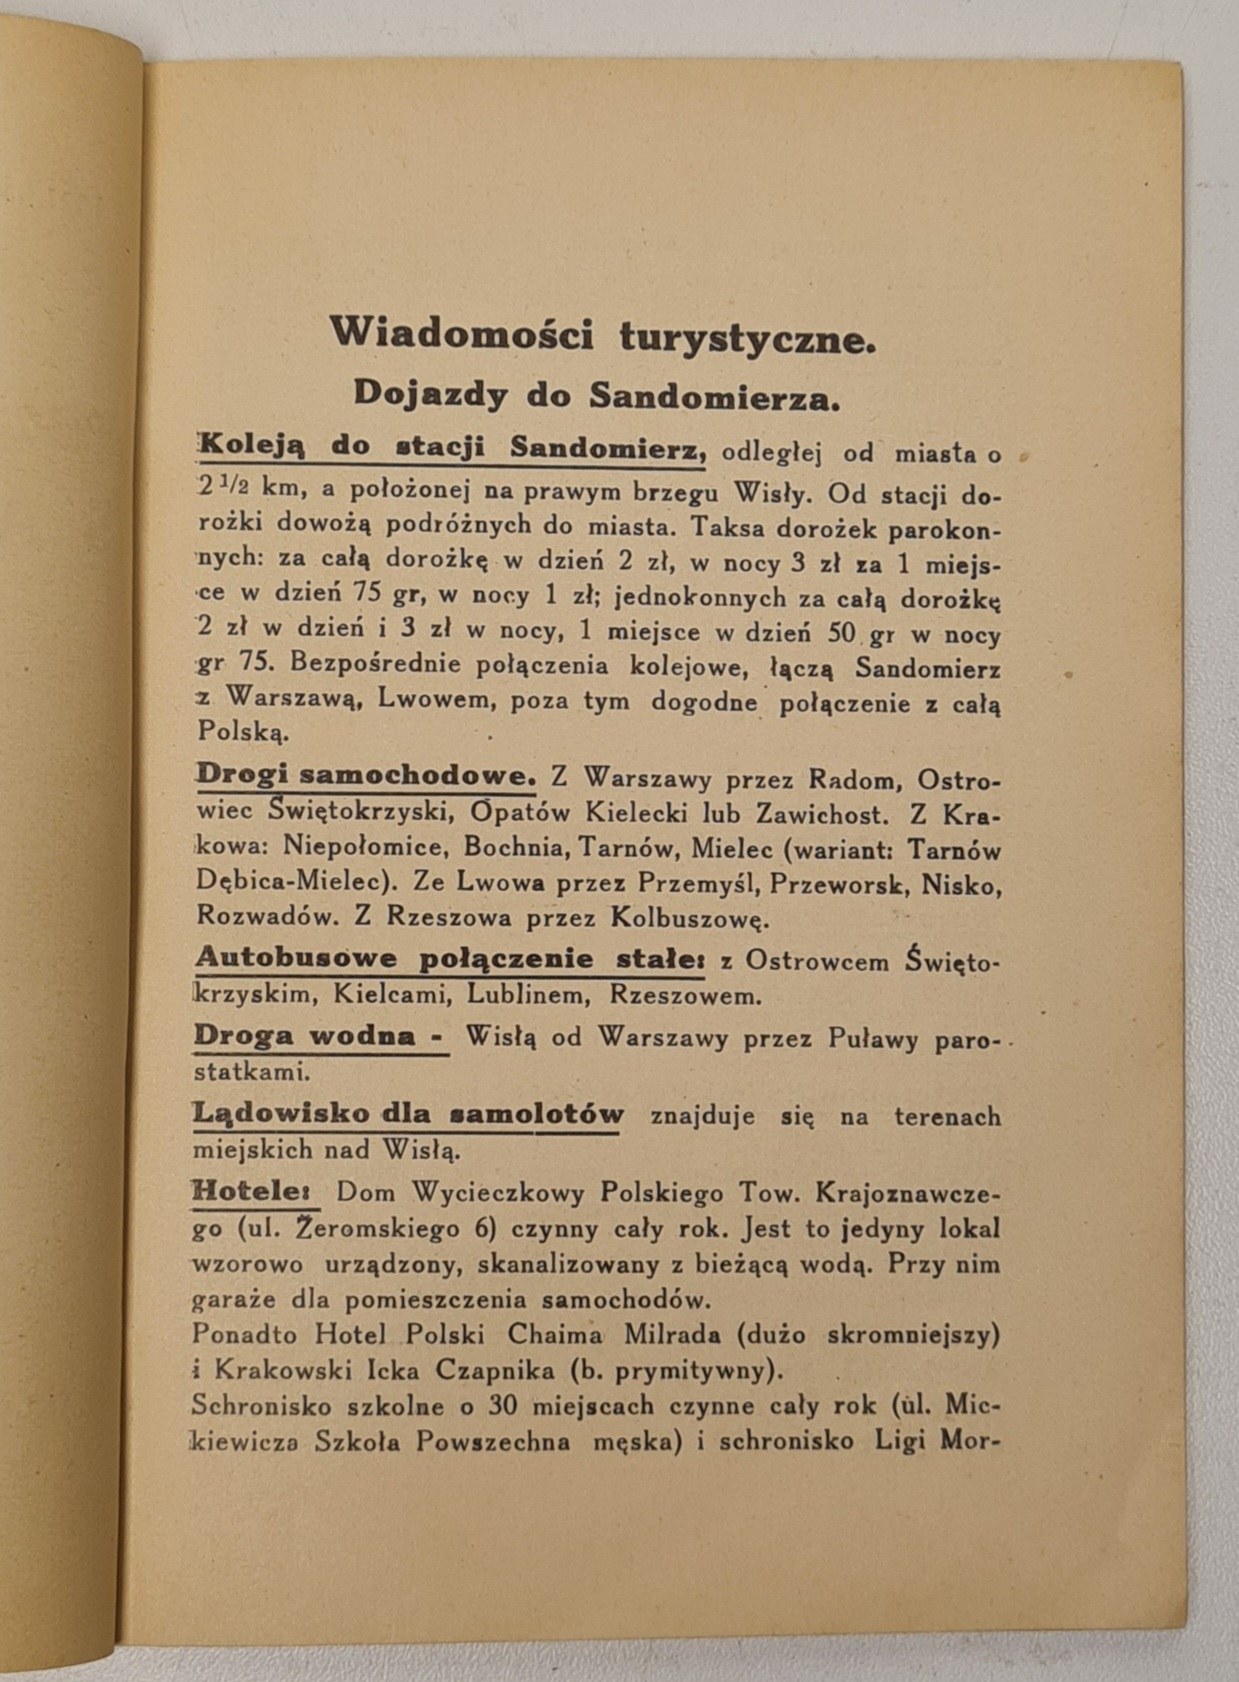 Wiadomości turystyczne.
Dojazdy do Sandomierza.
Koleją do stacji Sandomierz, odległej od miasta o
2 1/2 km, a położonej na prawym brzegu Wisły. Od stacji do-
rożki dowożą podróżnych do miasta. Taksa dorożek parokon-
nych: za całą dorożkę w dzień 2 zł, w nocy 3 zł za 1 miejs-
ce w dzień 75 gr, w nocy 1 zł; jednokonnych za całą dorożkę
2 zł w dzień i 3 zł w nocy, 1 miejsce w dzień 50 gr w nocy
gr 75. Bezpośrednie połączenia kolejowe, łączą Sandomierz
z Warszawą, Lwowem, poza tym dogodne połączenie z całą
Polską.
Drogi samochodowe. Z Warszawy przez Radom, Ostro-
wiec Świętokrzyski, Opatów Kielecki lub Zawichost. Z Kra-
kowa: Niepołomice, Bochnia, Tarnów, Mielec (wariant: Tarnów
Dębica-Mielec). Ze Lwowa przez Przemyśl, Przeworsk, Nisko,
Rozwadów. Z Rzeszowa przez Kolbuszowę.
Autobusowe połączenie stałe: z Ostrowcem Święto-
krzyskim, Kielcami, Lublinem, Rzeszowem.
Droga wodna - Wisłą od Warszawy przez Puławy paro-
statkami.
Lądowisko dla samolotów znajduje się na terenach
miejskich nad Wisłą.
Hotele: Dom Wycieczkowy Polskiego Tow. Krajoznawcze-
go (ul. Żeromskiego 6) czynny cały rok. Jest to jedyny lokal
wzorowo urządzony, skanalizowany z bieżącą wodą. Przy nim
garaże dla pomieszczenia samochodów.
Ponadto Hotel Polski Chaima Milrada (dużo skromniejszy)
i Krakowski Icka Czapnika (b. prymitywny).
Schronisko szkolne o 30 miejscach czynne cały rok (ul. Mic-
kiewicza Szkoła Powszechna męska) i schronisko Ligi Mor-